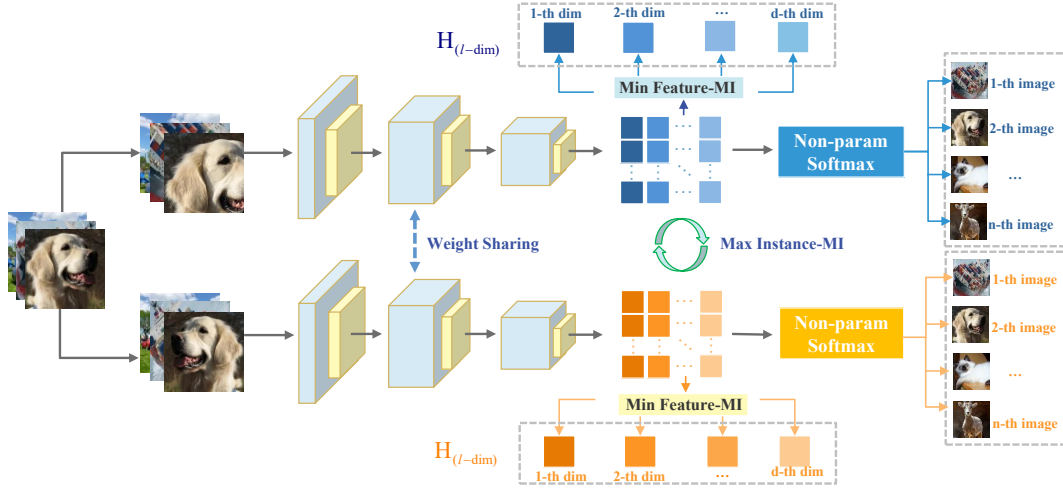 1-th dim 2-th dim ... d-th dim
H(l-dim)
Min Feature-MI
Non-param
Softmax
1-th image
2-th image
...
n-th image
Weight Sharing
Max Instance-MI
Non-param
Softmax
1-th image
2-th image
...
n-th image
Min Feature-MI
H(l-dim)
1-th dim 2-th dim ... d-th dim